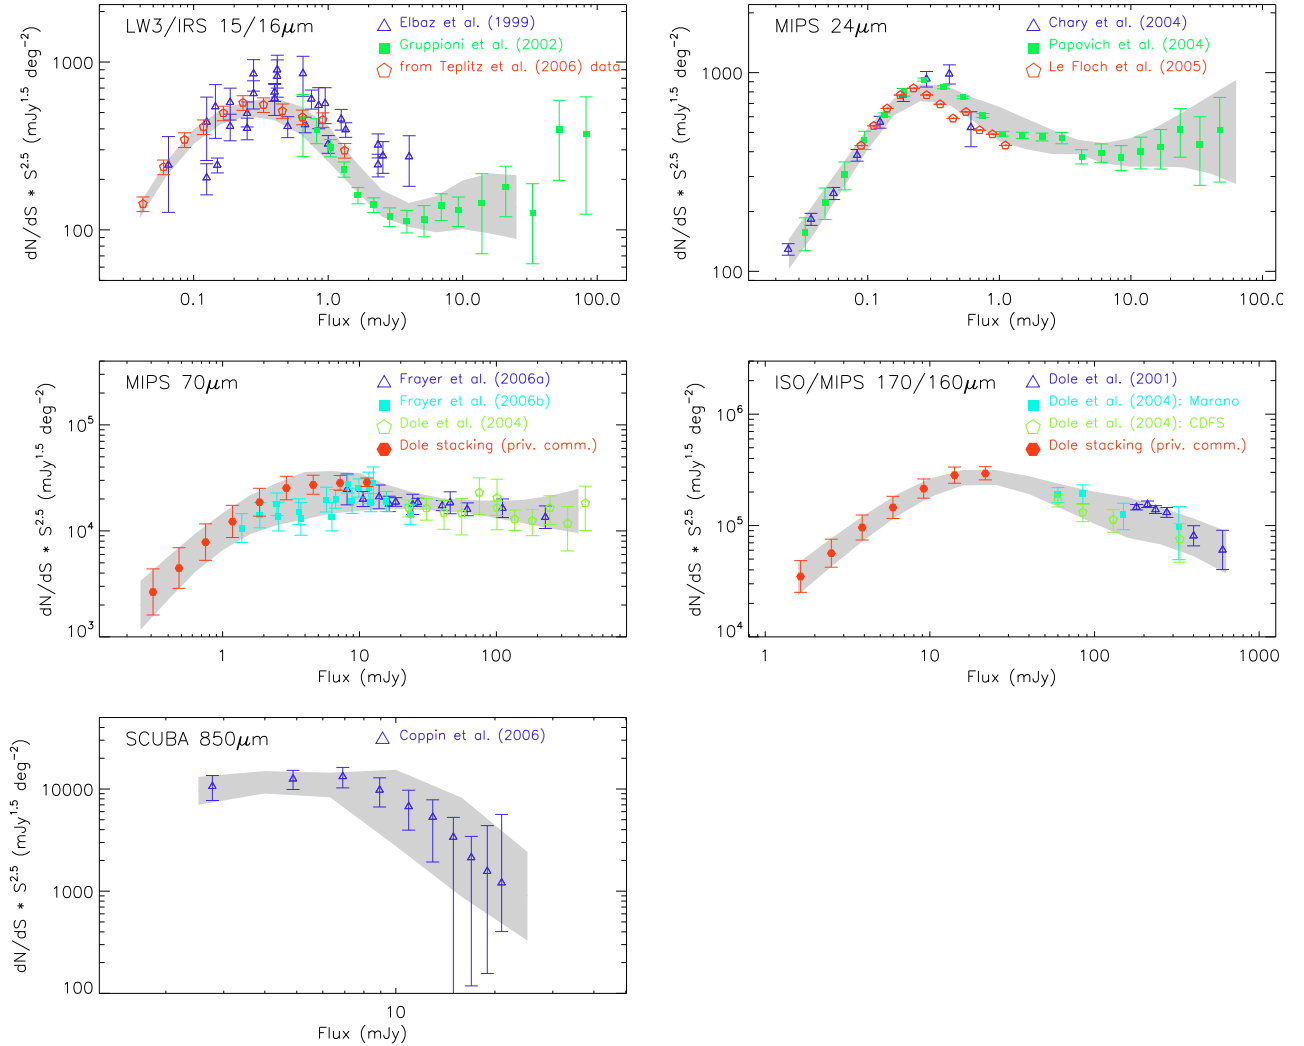 LW3/IRS 15/16μm
Elbaz et al. (1999)
Gruppioni et al. (2002)
from Teplitz et al. (2006) data
dN/dS * S^2.5 (mJy^1.5 deg^-2)
1000
100
0.1
1.0
10.0
100.0
Flux (mJy)
MIPS 24μm
Chary et al. (2004)
Papovich et al. (2004)
Le Floch et al. (2005)
dN/dS * S^2.5 (mJy^1.5 deg^-2)
1000
100
0.1
1.0
10.0
100.0
Flux (mJy)
MIPS 70μm
Frayer et al. (2006a)
Frayer et al. (2006b)
Dole et al. (2004)
Dole stacking (priv. comm.)
dN/dS * S^2.5 (mJy^1.5 deg^-2)
10^5
10^4
10^3
1
10
100
Flux (mJy)
ISO/MIPS 170/160μm
Dole et al. (2001)
Dole et al. (2004): Marano
Dole et al. (2004): CDFS
Dole stacking (priv. comm.)
dN/dS * S^2.5 (mJy^1.5 deg^-2)
10^6
10^5
10^4
1
10
100
1000
Flux (mJy)
SCUBA 850μm
Coppin et al. (2006)
dN/dS * S^2.5 (mJy^1.5 deg^-2)
10000
1000
100
10
Flux (mJy)